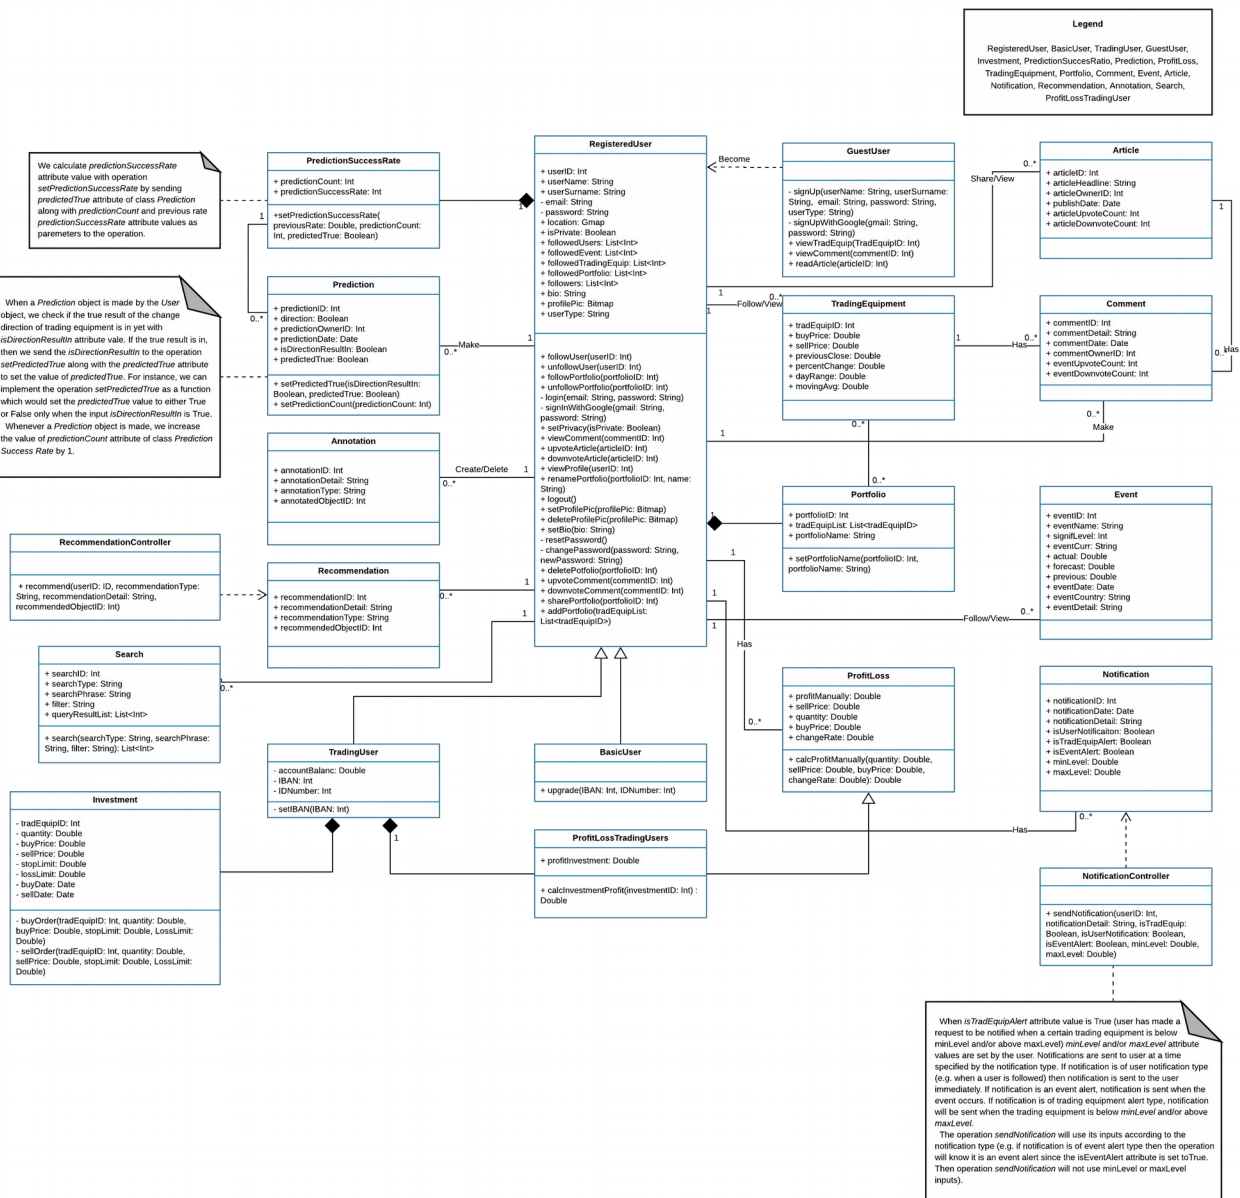 Legend
RegisteredUser, BasicUser, TradingUser, GuestUser,
Investment, PredictionSuccesRatio, Prediction, ProfitLoss,
TradingEquipment, Portfolio, Comment, Event, Article,
Notification, Recommendation, Annotation, Search,
ProfitLossTradingUser
We calculate predictionSuccessRate
attribute value with operation
setPredictionSuccessRate by sending
predictedTrue attribute of class Prediction
along with predictionCount and previous rate
predictionSuccessRate attribute values as
paremeters to the operation.
PredictionSuccessRate
+ predictionCount: Int
+ predictionSuccessRate: Int
+setPredictionSuccessRate(
previousRate: Double, predictionCount:
Int, predictedTrue: Boolean)
1
0..*
1
When a Prediction object is made by the User
object, we check if the true result of the change
direction of trading equipment is in yet with
isDirectionResultIn attribute vale. If the true result is in,
then we send the isDirectionResultIn to the operation
setPredictedTrue along with the predictedTrue attribute
to set the value of predictedTrue. For instance, we can
implement the operation setPredictedTrue as a function
which would set the predictedTrue value to either True
or False only when the input isDirectionResultIn is True.
Whenever a Prediction object is made, we increase
the value of predictionCount attribute of class Prediction
Success Rate by 1.
Prediction
+ predictionID: Int
+ direction: Boolean
+ predictionOwnerID: Int
+ predictionDate: Date
+ isDirectionResultIn: Boolean
+ predictedTrue: Boolean
+ setPredictedTrue(isDirectionResultIn:
Boolean, predictedTrue: Boolean)
+ setPredictionCount(predictionCount: Int)
Make
0..*
1
Annotation
+ annotationID: Int
+ annotationDetail: String
+ annotationType: String
+ annotatedObjectID: Int
Create/Delete
0..*
1
RecommendationController
+ recommend(userID: ID, recommendationType:
String, recommendationDetail: String,
recommendedObjectID: Int)
Recommendation
+ recommendationID: Int
+ recommendationDetail: String
+ recommendationType: String
+ recommendedObjectID: Int
0..*
1
1
Search
+ searchID: Int
+ searchType: String
+ searchPhrase: String
+ filter: String
+ queryResultList: List<Int>
+ search(searchType: String, searchPhrase:
String, filter: String): List<Int>
0..*
RegisteredUser
+ userID: Int
+ userName: String
+ userSurname: String
- email: String
- password: String
+ location: Gmap
+ isPrivate: Boolean
+ followedUsers: List<Int>
+ followedEvent: List<Int>
+ followedTradingEquip: List<Int>
+ followedPortfolio: List<Int>
+ followers: List<Int>
+ bio: String
+ profilePic: Bitmap
+ userType: String
+ followUser(userID: Int)
+ unfollowUser(userID: Int)
+ followPortfolio(portfolioID: Int)
+ unfollowPortfolio(portfolioID: Int)
- login(email: String, password: String)
- signInWithGoogle(gmail: String,
password: String)
+ setPrivacy(isPrivate: Boolean)
+ viewComment(commentID: Int)
+ upvoteArticle(articleID: Int)
+ downvoteArticle(articleID: Int)
+ viewProfile(userID: Int)
+ renamePortfolio(portfolioID: Int, name:
String)
+ logout()
+ setProfilePic(profilePic: Bitmap)
+ deleteProfilePic(profilePic: Bitmap)
+ setBio(bio: String)
- resetPassword()
- changePassword(password: String,
newPassword: String)
+ deletePotfolio(portfolioID: Int)
+ upvoteComment(commentID: Int)
+ downvoteComment(commentID: Int)
+ sharePortfolio(portfolioID: Int)
+ addPortfolio(tradEquipList:
List<tradEquipID>)
Become
GuestUser
- signUp(userName: String, userSurname:
String, email: String, password: String,
userType: String)
- signUpWithGoogle(gmail: String,
password: String)
+ viewTradEquip(TradEquipID: Int)
+ viewComment(commentID: Int)
+ readArticle(articleID: Int)
0..*
Share/View
1
Article
+ articleID: Int
+ articleHeadline: String
+ articleOwnerID: Int
+ publishDate: Date
+ articleUpvoteCount: Int
+ articleDownvoteCount: Int
1
Has
0..*
0..*
Follow/View
1
TradingEquipment
+ tradEquipID: Int
+ buyPrice: Double
+ sellPrice: Double
+ previousClose: Double
+ percentChange: Double
+ dayRange: Double
+ movingAvg: Double
1
Has
0..*
Comment
+ commentID: Int
+ commentDetail: String
+ commentDate: Date
+ commentOwnerID: Int
+ eventUpvoteCount: Int
+ eventDownvoteCount: Int
0..*
Make
1
0..*
0..*
1
Portfolio
+ portfolioID: Int
+ tradEquipList: List<tradEquipID>
+ portfolioName: String
+ setPortfolioName(portfolioID: Int,
portfolioName: String)
Event
+ eventID: Int
+ eventName: String
+ signifLevel: Int
+ eventCurr: String
+ actual: Double
+ forecast: Double
+ previous: Double
+ eventDate: Date
+ eventCountry: String
+ eventDetail: String
1
1
1
Follow/View
0..*
Has
0..*
ProfitLoss
+ profitManually: Double
+ sellPrice: Double
+ quantity: Double
+ buyPrice: Double
+ changeRate: Double
+ calcProfitManually(quantity: Double,
sellPrice: Double, buyPrice: Double,
changeRate: Double): Double
Notification
+ notificationID: Int
+ notificationDate: Date
+ notificationDetail: String
+ isUserNotificaiton: Boolean
+ isTradEquipAlert: Boolean
+ isEventAlert: Boolean
+ minLevel: Double
+ maxLevel: Double
0..*
Has
TradingUser
- accountBalanc: Double
- IBAN: Int
- IDNumber: Int
- setIBAN(IBAN: Int)
1
BasicUser
+ upgrade(IBAN: Int, IDNumber: Int)
Investment
- tradEquipID: Int
- quantity: Double
- buyPrice: Double
- sellPrice: Double
- stopLimit: Double
- lossLimit: Double
- buyDate: Date
- sellDate: Date
- buyOrder(tradEquipID: Int, quantity: Double,
buyPrice: Double, stopLimit: Double, LossLimit:
Double)
- sellOrder(tradEquipID: Int, quantity: Double,
sellPrice: Double, stopLimit: Double, LossLimit:
Double)
ProfitLossTradingUsers
+ profitInvestment: Double
+ calcInvestmentProfit(investmentID: Int) :
Double
NotificationController
+ sendNotification(userID: Int,
notificationDetail: String, isTradEquip:
Boolean, isUserNotification: Boolean,
isEventAlert: Boolean, minLevel: Double,
maxLevel: Double)
When isTradEquipAlert attribute value is True (user has made a
request to be notified when a certain trading equipment is below
minLevel and/or above maxLevel) minLevel and/or maxLevel attribute
values are set by the user. Notifications are sent to user at a time
specified by the notification type. If notification is of user notification type
(e.g. when a user is followed) then notification is sent to the user
immediately. If notification is an event alert, notification is sent when the
event occurs. If notification is of trading equipment alert type, notification
will be sent when the trading equipment is below minLevel and/or above
maxLevel.
The operation sendNotification will use its inputs according to the
notification type (e.g. if notification is of event alert type then the operation
will know it is an event alert since the isEventAlert attribute is set toTrue.
Then operation sendNotification will not use minLevel or maxLevel
inputs).